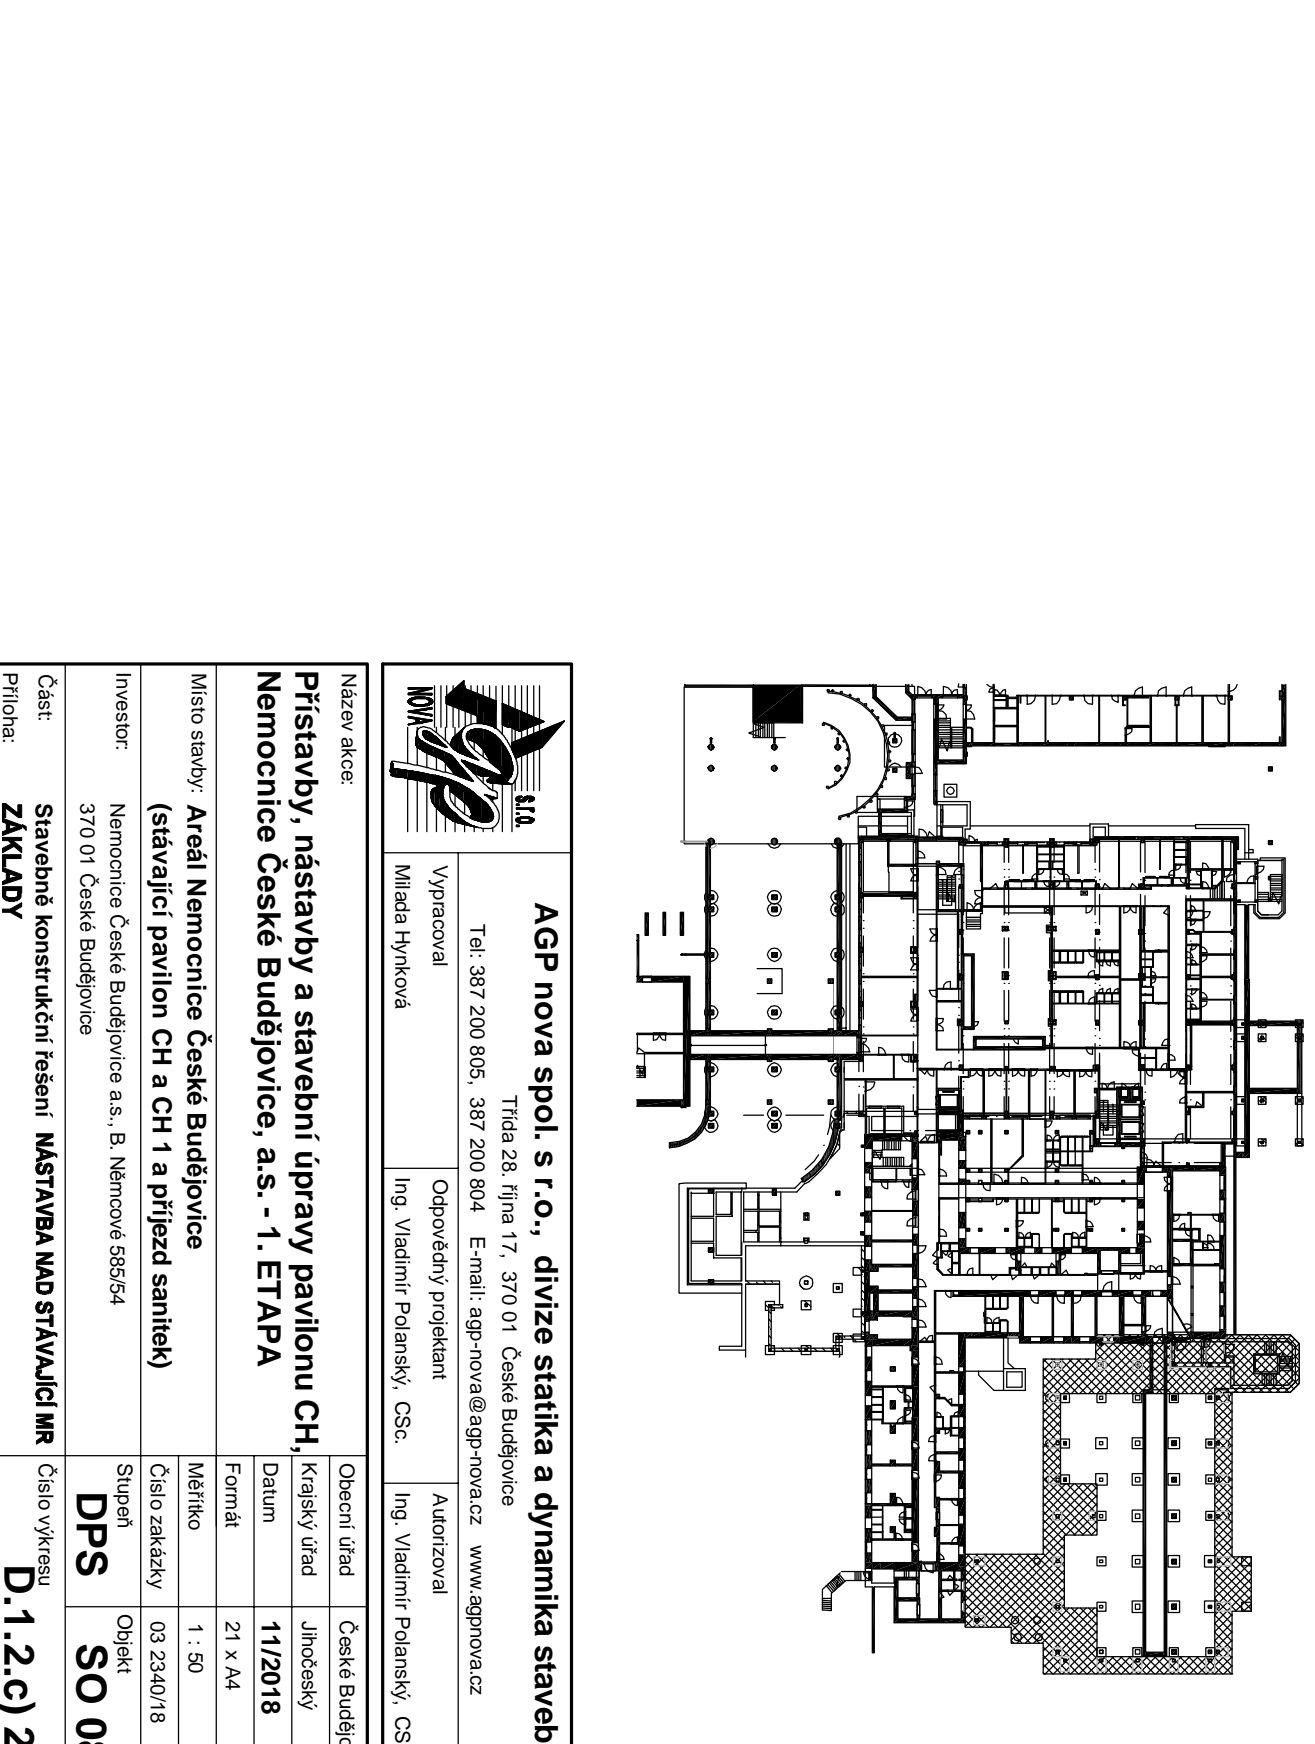 AGP nova spol. s r.o., divize statika a dynamika
Třída 28. října 17, 370 01 České Budějovice
Tel: 387 200 805, 387 200 804 E-mail: agp-nova@agp-nova.cz www.agpnova.cz
s.r.o.
NOVA
Vypracoval
Milada Hynková
Odpovědný projektant
Ing. Vladimír Polanský, CSc.
Autorizoval
Ing. Vladimír Polanský,
Název akce:
Přístavby, nástavby a stavební úpravy pavilonu CH,
Nemocnice České Budějovice, a.s. - 1. ETAPA
Místo stavby: Areál Nemocnice České Budějovice
(stávající pavilon CH a CH 1 a příjezd sanitek)
Investor:
Nemocnice České Budějovice a.s., B. Němcové 585/54
370 01 České Budějovice
Část:
Stavebně konstrukční řešení NÁSTAVBA NAD STÁVAJÍCÍ MR
Příloha:
ZÁKLADY
Obecní úřad České
Krajský úřad Jihočeský
Datum 11/2018
Formát 21 x A4
Měřítko 1 : 50
Číslo zakázky 03 2340/18
Stupeň
DPS
Objekt
SO
Číslo výkresu
D.1.2.c)